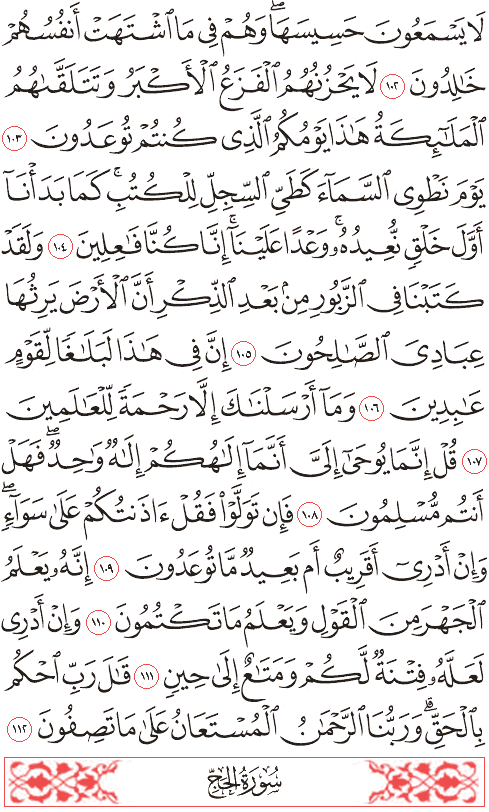 لَا يَسْمَعُونَ حَسِيسَهَا ۖ وَهُمْ فِي مَا ٱشْتَهَتْ أَنفُسُهُمْ
خَٰلِدُونَ ١٠٢ لَا يَحْزُنُهُمُ ٱلْفَزَعُ ٱلْأَكْبَرُ وَتَتَلَقَّىٰهُمُ
ٱلْمَلَٰٓئِكَةُ هَٰذَا يَوْمُكُمُ ٱلَّذِي كُنتُمْ تُوعَدُونَ ١٠٣
يَوْمَ نَطْوِي ٱلسَّمَآءَ كَطَيِّ ٱلسِّجِلِّ لِلْكُتُبِ ۚ كَمَا بَدَأْنَآ
أَوَّلَ خَلْقٍ نُّعِيدُهُۥ ۚ وَعْدًا عَلَيْنَآ ۚ إِنَّا كُنَّا فَٰعِلِينَ ١٠٤ وَلَقَدْ
كَتَبْنَا فِي ٱلزَّبُورِ مِنۢ بَعْدِ ٱلذِّكْرِ أَنَّ ٱلْأَرْضَ يَرِثُهَا
عِبَادِيَ ٱلصَّٰلِحُونَ ١٠٥ إِنَّ فِي هَٰذَا لَبَلَٰغًا لِّقَوْمٍ
عَٰبِدِينَ ١٠٦ وَمَآ أَرْسَلْنَٰكَ إِلَّا رَحْمَةً لِّلْعَٰلَمِينَ
١٠٧ قُلْ إِنَّمَا يُوحَىٰٓ إِلَيَّ أَنَّمَآ إِلَٰهُكُمْ إِلَٰهٌ وَٰحِدٌ ۖ فَهَلْ
أَنتُم مُّسْلِمُونَ ١٠٨ فَإِن تَوَلَّوْا۟ فَقُلْ ءَاذَنتُكُمْ عَلَىٰ سَوَآءٍ ۖ
وَإِنْ أَدْرِيٓ أَقَرِيبٌ أَم بَعِيدٌ مَّا تُوعَدُونَ ١٠٩ إِنَّهُۥ يَعْلَمُ
ٱلْجَهْرَ مِنَ ٱلْقَوْلِ وَيَعْلَمُ مَا تَكْتُمُونَ ١١٠ وَإِنْ أَدْرِي
لَعَلَّهُۥ فِتْنَةٌ لَّكُمْ وَمَتَٰعٌ إِلَىٰ حِينٍ ١١١ قَٰلَ رَبِّ ٱحْكُم
بِٱلْحَقِّ ۗ وَرَبُّنَا ٱلرَّحْمَٰنُ ٱلْمُسْتَعَانُ عَلَىٰ مَا تَصِفُونَ ١١٢
سُورَةُ الحَجِّ